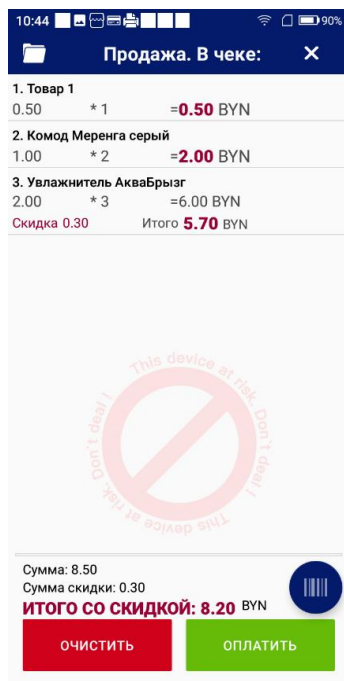 10:44 90%
Продажа. В чеке:
1. Товар 1
0.50 * 1 =0.50 BYN
2. Комод Меренга серый
1.00 * 2 =2.00 BYN
3. Увлажнитель АкваБрызг
2.00 * 3 =6.00 BYN
Скидка 0.30 Итого 5.70 BYN
This device at risk. Don't deal !
This device at risk. Don't deal !
Сумма: 8.50
Сумма скидки: 0.30
ИТОГО СО СКИДКОЙ: 8.20 BYN
ОЧИСТИТЬ ОПЛАТИТЬ